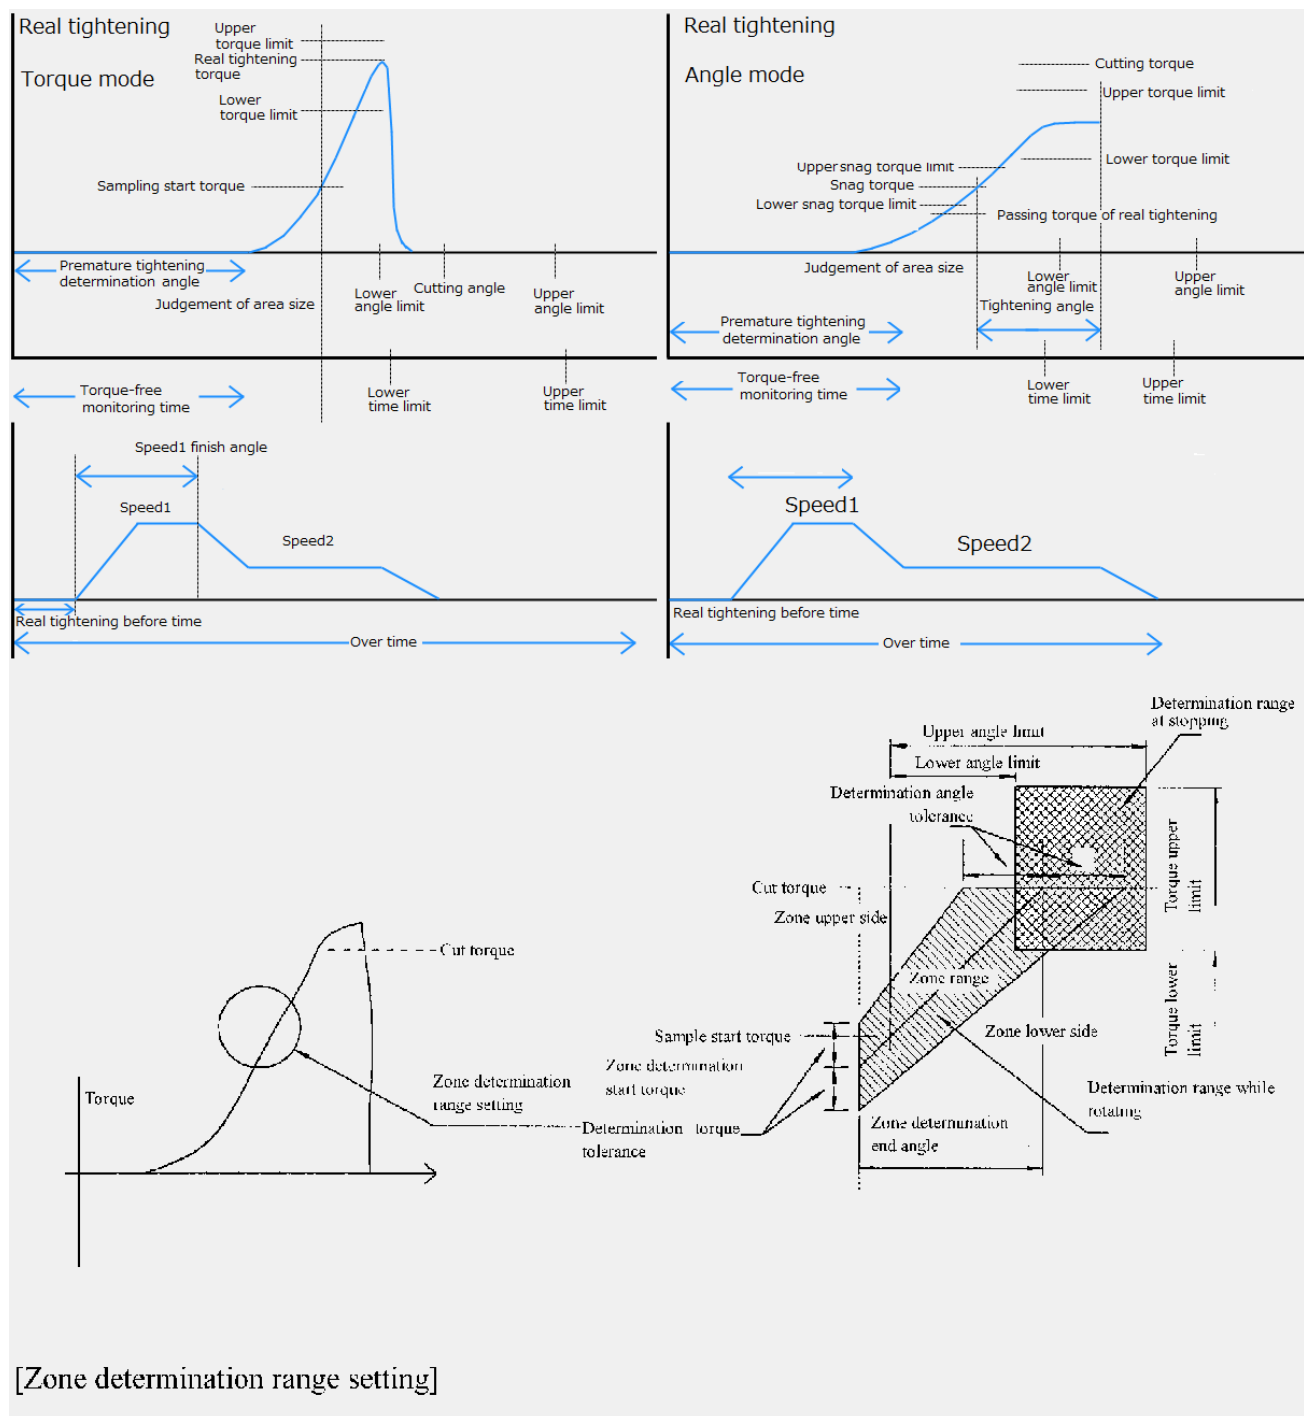 Real tightening
Torque mode
Upper
torque limit
Real tightening
torque
Lower
torque limit
Sampling start torque
Premature tightening
determination angle
Judgement of area size
Lower
angle limit
Cutting angle
Upper
angle limit
Torque-free
monitoring time
Lower
time limit
Upper
time limit
Speed1 finish angle
Speed1
Speed2
Real tightening before time
Over time
Real tightening
Angle mode
Cutting torque
Upper torque limit
Lower torque limit
Upper snag torque limit
Snag torque
Lower snag torque limit
Passing torque of real tightening
Judgement of area size
Lower
angle limit
Upper
angle limit
Tightening angle
Premature tightening
determination angle
Torque-free
monitoring time
Lower
time limit
Upper
time limit
Speed1
Speed2
Real tightening before time
Over time
Cut torque
Torque
Zone determination
range setting
Determination range
at stopping
Upper angle limit
Lower angle limit
Determination angle
tolerance
Cut torque
Zone upper side
Torque upper
limit
Zone range
Sample start torque
Zone lower side
Torque lower
limit
Zone determination
start torque
Determination range while
rotating
Determination torque
tolerance
Zone determination
end angle
[Zone determination range setting]